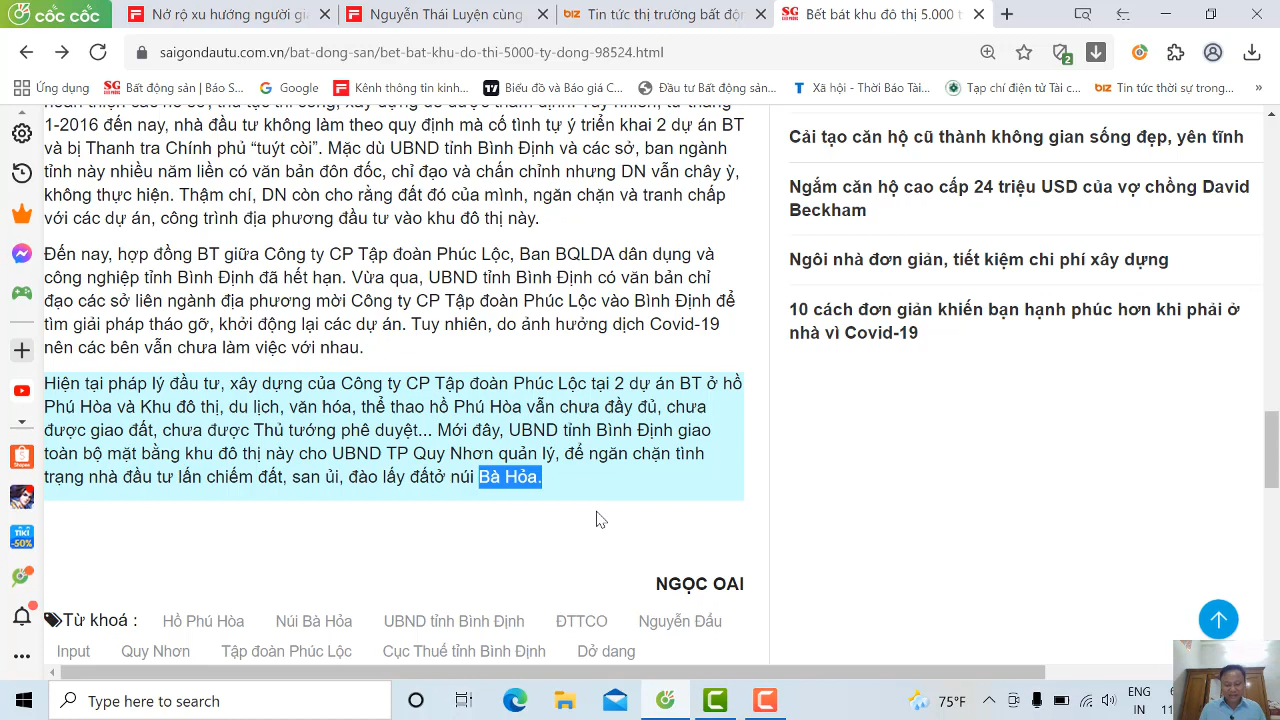 cốc cốc
Nở rộ xu hướng người gi
Nguyễn Thái Luyện cùng
biz Tin tức thị trường bất độn
SG Bết bát khu đô thị 5.000 t
saigondautu.com.vn/bat-dong-san/bet-bat-khu-do-thi-5000-ty-dong-98524.html
2
Ứng dụng
SG Bất động sản | Báo S...
Google
Kênh thông tin kinh...
Biểu đồ và Báo giá C...
Đầu tư Bất động sản...
Xã hội - Thời Báo Tài...
Tạp chí điện tử Tài c...
biz Tin tức thời sự trong...
»
1-2016 đến nay, nhà đầu tư không làm theo quy định mà cố tình tự ý triển khai 2 dự án BT
và bị Thanh tra Chính phủ “tuýt còi”. Mặc dù UBND tỉnh Bình Định và các sở, ban ngành
tỉnh này nhiều năm liền có văn bản đôn đốc, chỉ đạo và chấn chỉnh nhưng DN vẫn chây ỳ,
không thực hiện. Thậm chí, DN còn cho rằng đất đó của mình, ngăn chặn và tranh chấp
với các dự án, công trình địa phương đầu tư vào khu đô thị này.
Đến nay, hợp đồng BT giữa Công ty CP Tập đoàn Phúc Lộc, Ban BQLDA dân dụng và
công nghiệp tỉnh Bình Định đã hết hạn. Vừa qua, UBND tỉnh Bình Định có văn bản chỉ
đạo các sở liên ngành địa phương mời Công ty CP Tập đoàn Phúc Lộc vào Bình Định để
tìm giải pháp tháo gỡ, khởi động lại các dự án. Tuy nhiên, do ảnh hưởng dịch Covid-19
nên các bên vẫn chưa làm việc với nhau.
Hiện tại pháp lý đầu tư, xây dựng của Công ty CP Tập đoàn Phúc Lộc tại 2 dự án BT ở hồ
Phú Hòa và Khu đô thị, du lịch, văn hóa, thể thao hồ Phú Hòa vẫn chưa đầy đủ, chưa
được giao đất, chưa được Thủ tướng phê duyệt... Mới đây, UBND tỉnh Bình Định giao
toàn bộ mặt bằng khu đô thị này cho UBND TP Quy Nhơn quản lý, để ngăn chặn tình
trạng nhà đầu tư lấn chiếm đất, san ủi, đào lấy đấtở núi Bà Hỏa.
NGỌC OAI
Từ khoá :
Hồ Phú Hòa
Núi Bà Hỏa
UBND tỉnh Bình Định
ĐTTCO
Nguyễn Đấu
Input
Quy Nhơn
Tập đoàn Phúc Lộc
Cục Thuế tỉnh Bình Định
Dở dang
Cải tạo căn hộ cũ thành không gian sống đẹp, yên tĩnh
Ngắm căn hộ cao cấp 24 triệu USD của vợ chồng David
Beckham
Ngôi nhà đơn giản, tiết kiệm chi phí xây dựng
10 cách đơn giản khiến bạn hạnh phúc hơn khi phải ở
nhà vì Covid-19
Type here to search
75°F
ENG
IN